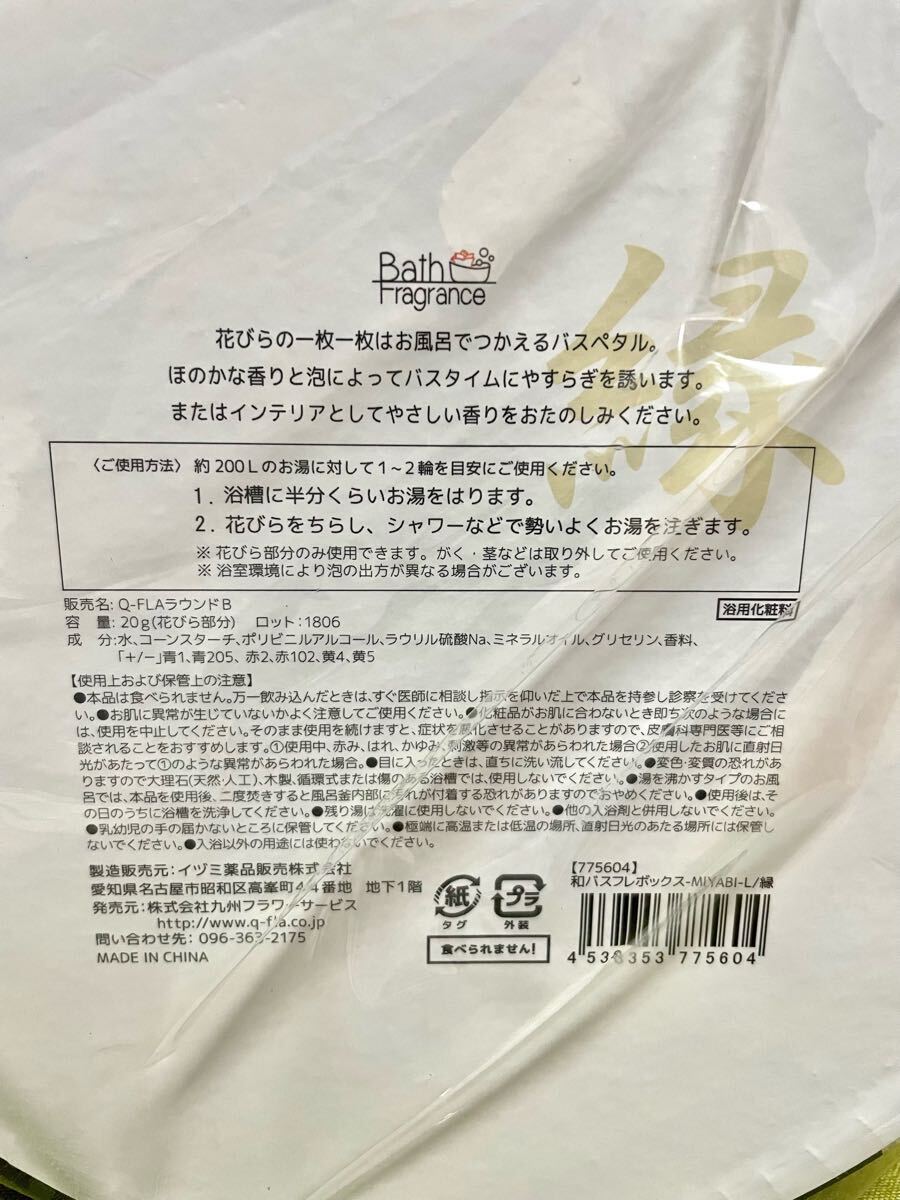 Bath
Fragrance
縁
花びらの一枚一枚はお風呂でつかえるバスペタル。
ほのかな香りと泡によってバスタイムにやすらぎを誘います。
またはインテリアとしてやさしい香りをおたのしみください。
〈ご使用方法〉 約200Lのお湯に対して1~2輪を目安にご使用ください。
1. 浴槽に半分くらいお湯をはります。
2. 花びらをちらし、シャワーなどで勢いよくお湯を注ぎます。
※ 花びら部分のみ使用できます。がく・茎などは取り外してご使用ください。
※ 浴室環境により泡の出方が異なる場合がございます。
販売名: Q-FLAラウンドB
浴用化粧料
容 量: 20g(花びら部分) ロット:1806
成 分:水、コーンスターチ、ポリビニルアルコール、ラウリル硫酸Na、ミネラルオイル、グリセリン、香料、
「+/−」青1、青205、赤2、赤102、黄4、黄5
【使用上および保管上の注意】
●本品は食べられません。万一飲み込んだときは、すぐ医師に相談し指示を仰いだ上で本品を持参し診察を受けてくださ
い。●お肌に異常が生じていないかよく注意してご使用ください。●化粧品がお肌に合わないとき即ち次のような場合に
は、使用を中止してください。そのまま使用を続けますと、症状を悪化させることがありますので、皮膚科専門医等にご相
談されることをおすすめします。①使用中、赤み、はれ、かゆみ、刺激等の異常があらわれた場合②使用したお肌に直射日
光があたって①のような異常があらわれた場合。●目に入ったときは、直ちに洗い流してください。●変色・変質の恐れがあ
りますので大理石(天然・人工)、木製、循環式または傷のある浴槽では、使用しないでください。●湯を沸かすタイプのお風
呂では、本品を使用後、二度焚きすると風呂釜内部に汚れが付着する恐れがありますのでおやめください。●使用後は、そ
の日のうちに浴槽を洗浄してください。●残り湯は洗濯に使用しないでください。●他の入浴剤と併用しないでください。
●乳幼児の手の届かないところに保管してください。●極端に高温または低温の場所、直射日光のあたる場所には保管し
ないでください。●入浴以外の用途には使わないでください。
製造販売元: イヅミ薬品販売株式会社
愛知県名古屋市昭和区高峯町44番地 地下1階
発売元: 株式会社九州フラワーサービス
http://www.q-fla.co.jp
問い合わせ先: 096-363-2175
MADE IN CHINA
紙
タグ
プラ
外装
食べられません!
【775604】
和バスフレボックス-MIYABI-L/縁
4 538353 775604